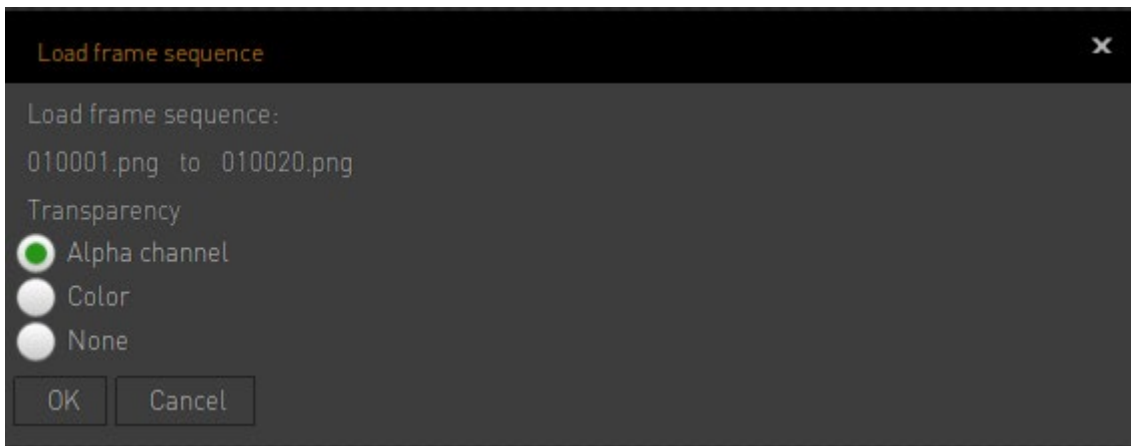 Load frame sequence
Load frame sequence:
010001.png to 010020.png
Transparency
Alpha channel
Color
None
OK Cancel